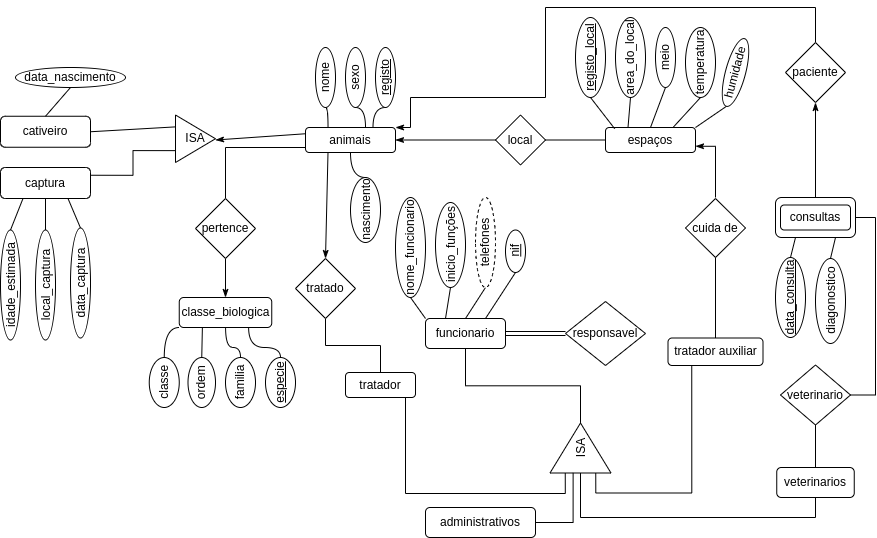 data_nascimento
cativeiro
ISA
captura
idade_estimada
local_captura
data_captura
nome
sexo
registo
animais
nascimento
pertence
classe_biologica
classe
ordem
familia
especie
tratado
tratador
local
registo_local
area_do_local
meio
temperatura
humidade
espaços
paciente
consultas
data_consulta
diagonostico
cuida de
tratador auxiliar
nome_funcionario
inicio_funções
telefones
nif
funcionario
responsavel
ISA
administrativos
veterinario
veterinarios